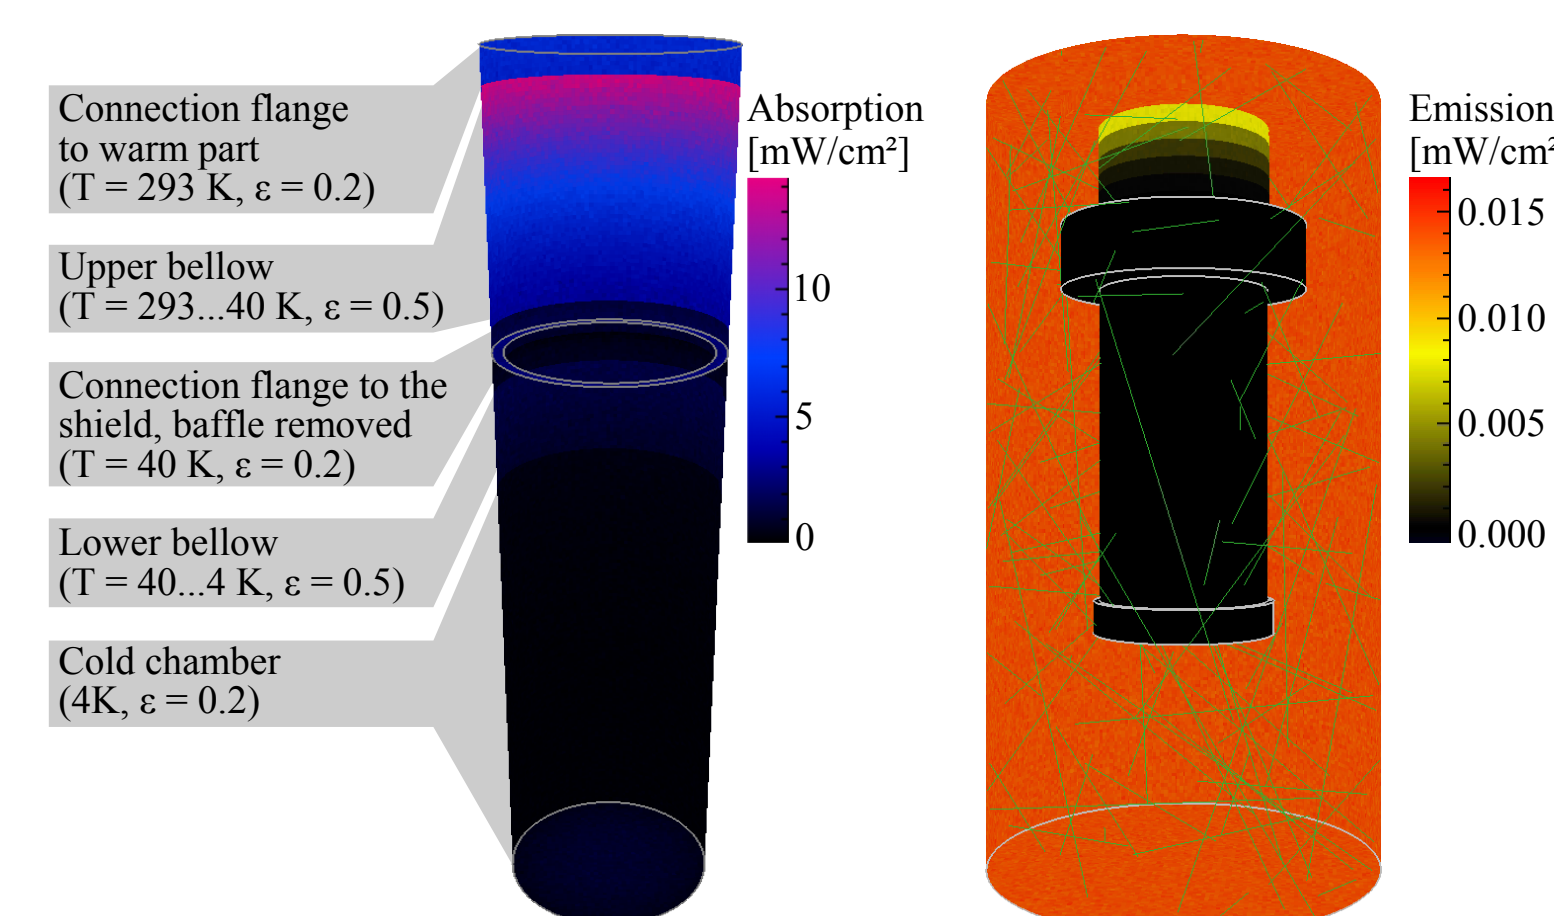 Connection flange
to warm part
(T = 293 K, ε = 0.2)
Upper bellow
(T = 293...40 K, ε = 0.5)
Connection flange to the
shield, baffle removed
(T = 40 K, ε = 0.2)
Lower bellow
(T = 40...4 K, ε = 0.5)
Cold chamber
(4K, ε = 0.2)
Absorption
[mW/cm²]
10
5
0
Emission
[mW/cm²
0.015
0.010
0.005
0.000